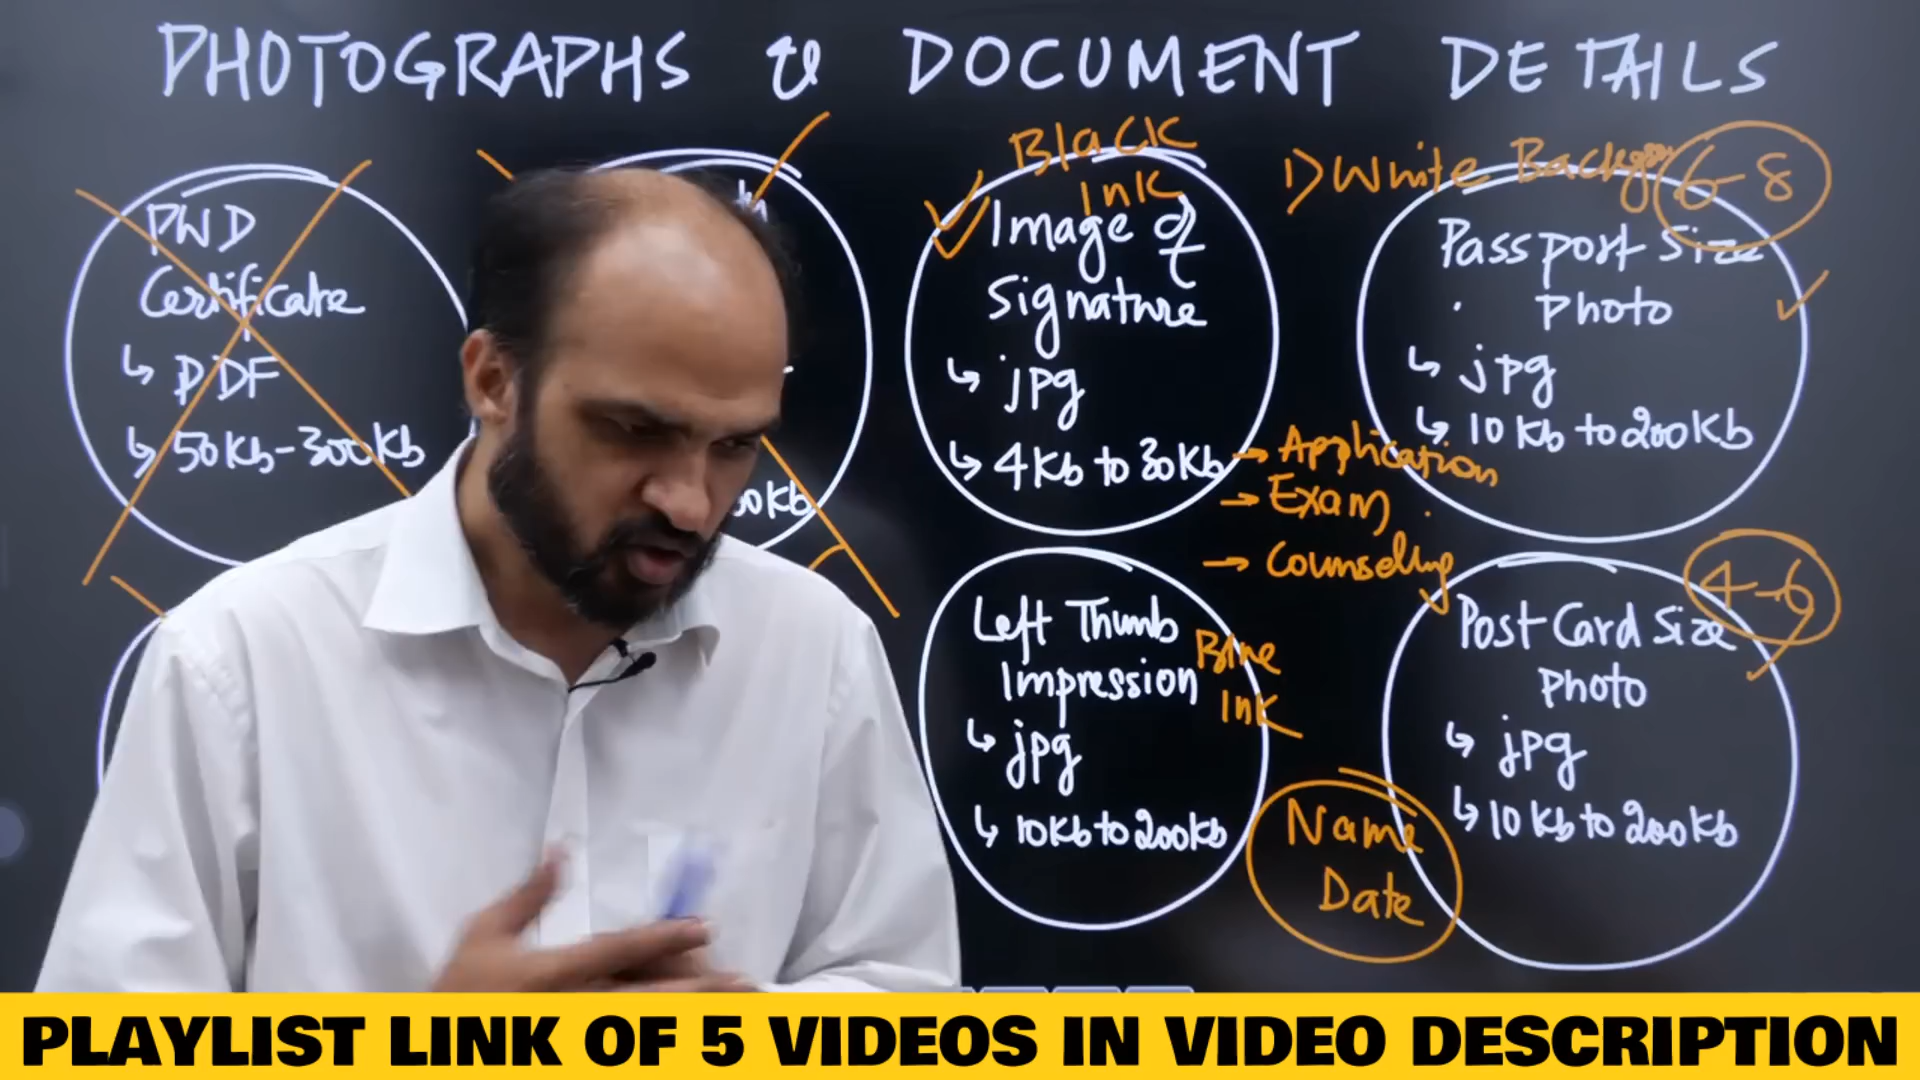 PHOTOGRAPHS & DOCUMENT DETAILS
PWD
Certificate
↳ PDF
↳ 50Kb-300Kb
00Kb
Black
Ink
Image of
Signature
↳ jpg
↳ 4Kb to 30Kb
→ Application
→ Exam
→ Counselling
1) White
6-8
Passport Size
Photo
↳ jpg
↳ 10Kb to 200Kb
Left Thumb
Impression
Blue
Ink
↳ jpg
↳ 10Kb to 200Kb
Name
Date
4-6
Post Card Size
Photo
↳ jpg
↳ 10Kb to 200Kb
PLAYLIST LINK OF 5 VIDEOS IN VIDEO DESCRIPTION